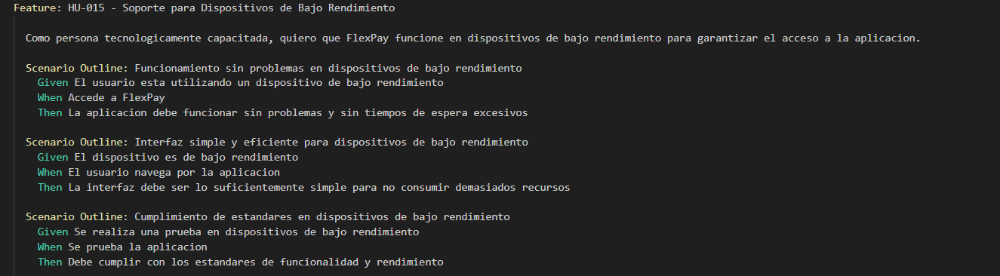 Feature: HU-015 - Soporte para Dispositivos de Bajo Rendimiento
Como persona tecnologicamente capacitada, quiero que FlexPay funcione en dispositivos de bajo rendimiento para garantizar el acceso a la aplicacion.
Scenario Outline: Funcionamiento sin problemas en dispositivos de bajo rendimiento
Given El usuario esta utilizando un dispositivo de bajo rendimiento
When Accede a FlexPay
Then La aplicacion debe funcionar sin problemas y sin tiempos de espera excesivos
Scenario Outline: Interfaz simple y eficiente para dispositivos de bajo rendimiento
Given El dispositivo es de bajo rendimiento
When El usuario navega por la aplicacion
Then La interfaz debe ser lo suficientemente simple para no consumir demasiados recursos
Scenario Outline: Cumplimiento de estandares en dispositivos de bajo rendimiento
Given Se realiza una prueba en dispositivos de bajo rendimiento
When Se prueba la aplicacion
Then Debe cumplir con los estandares de funcionalidad y rendimiento